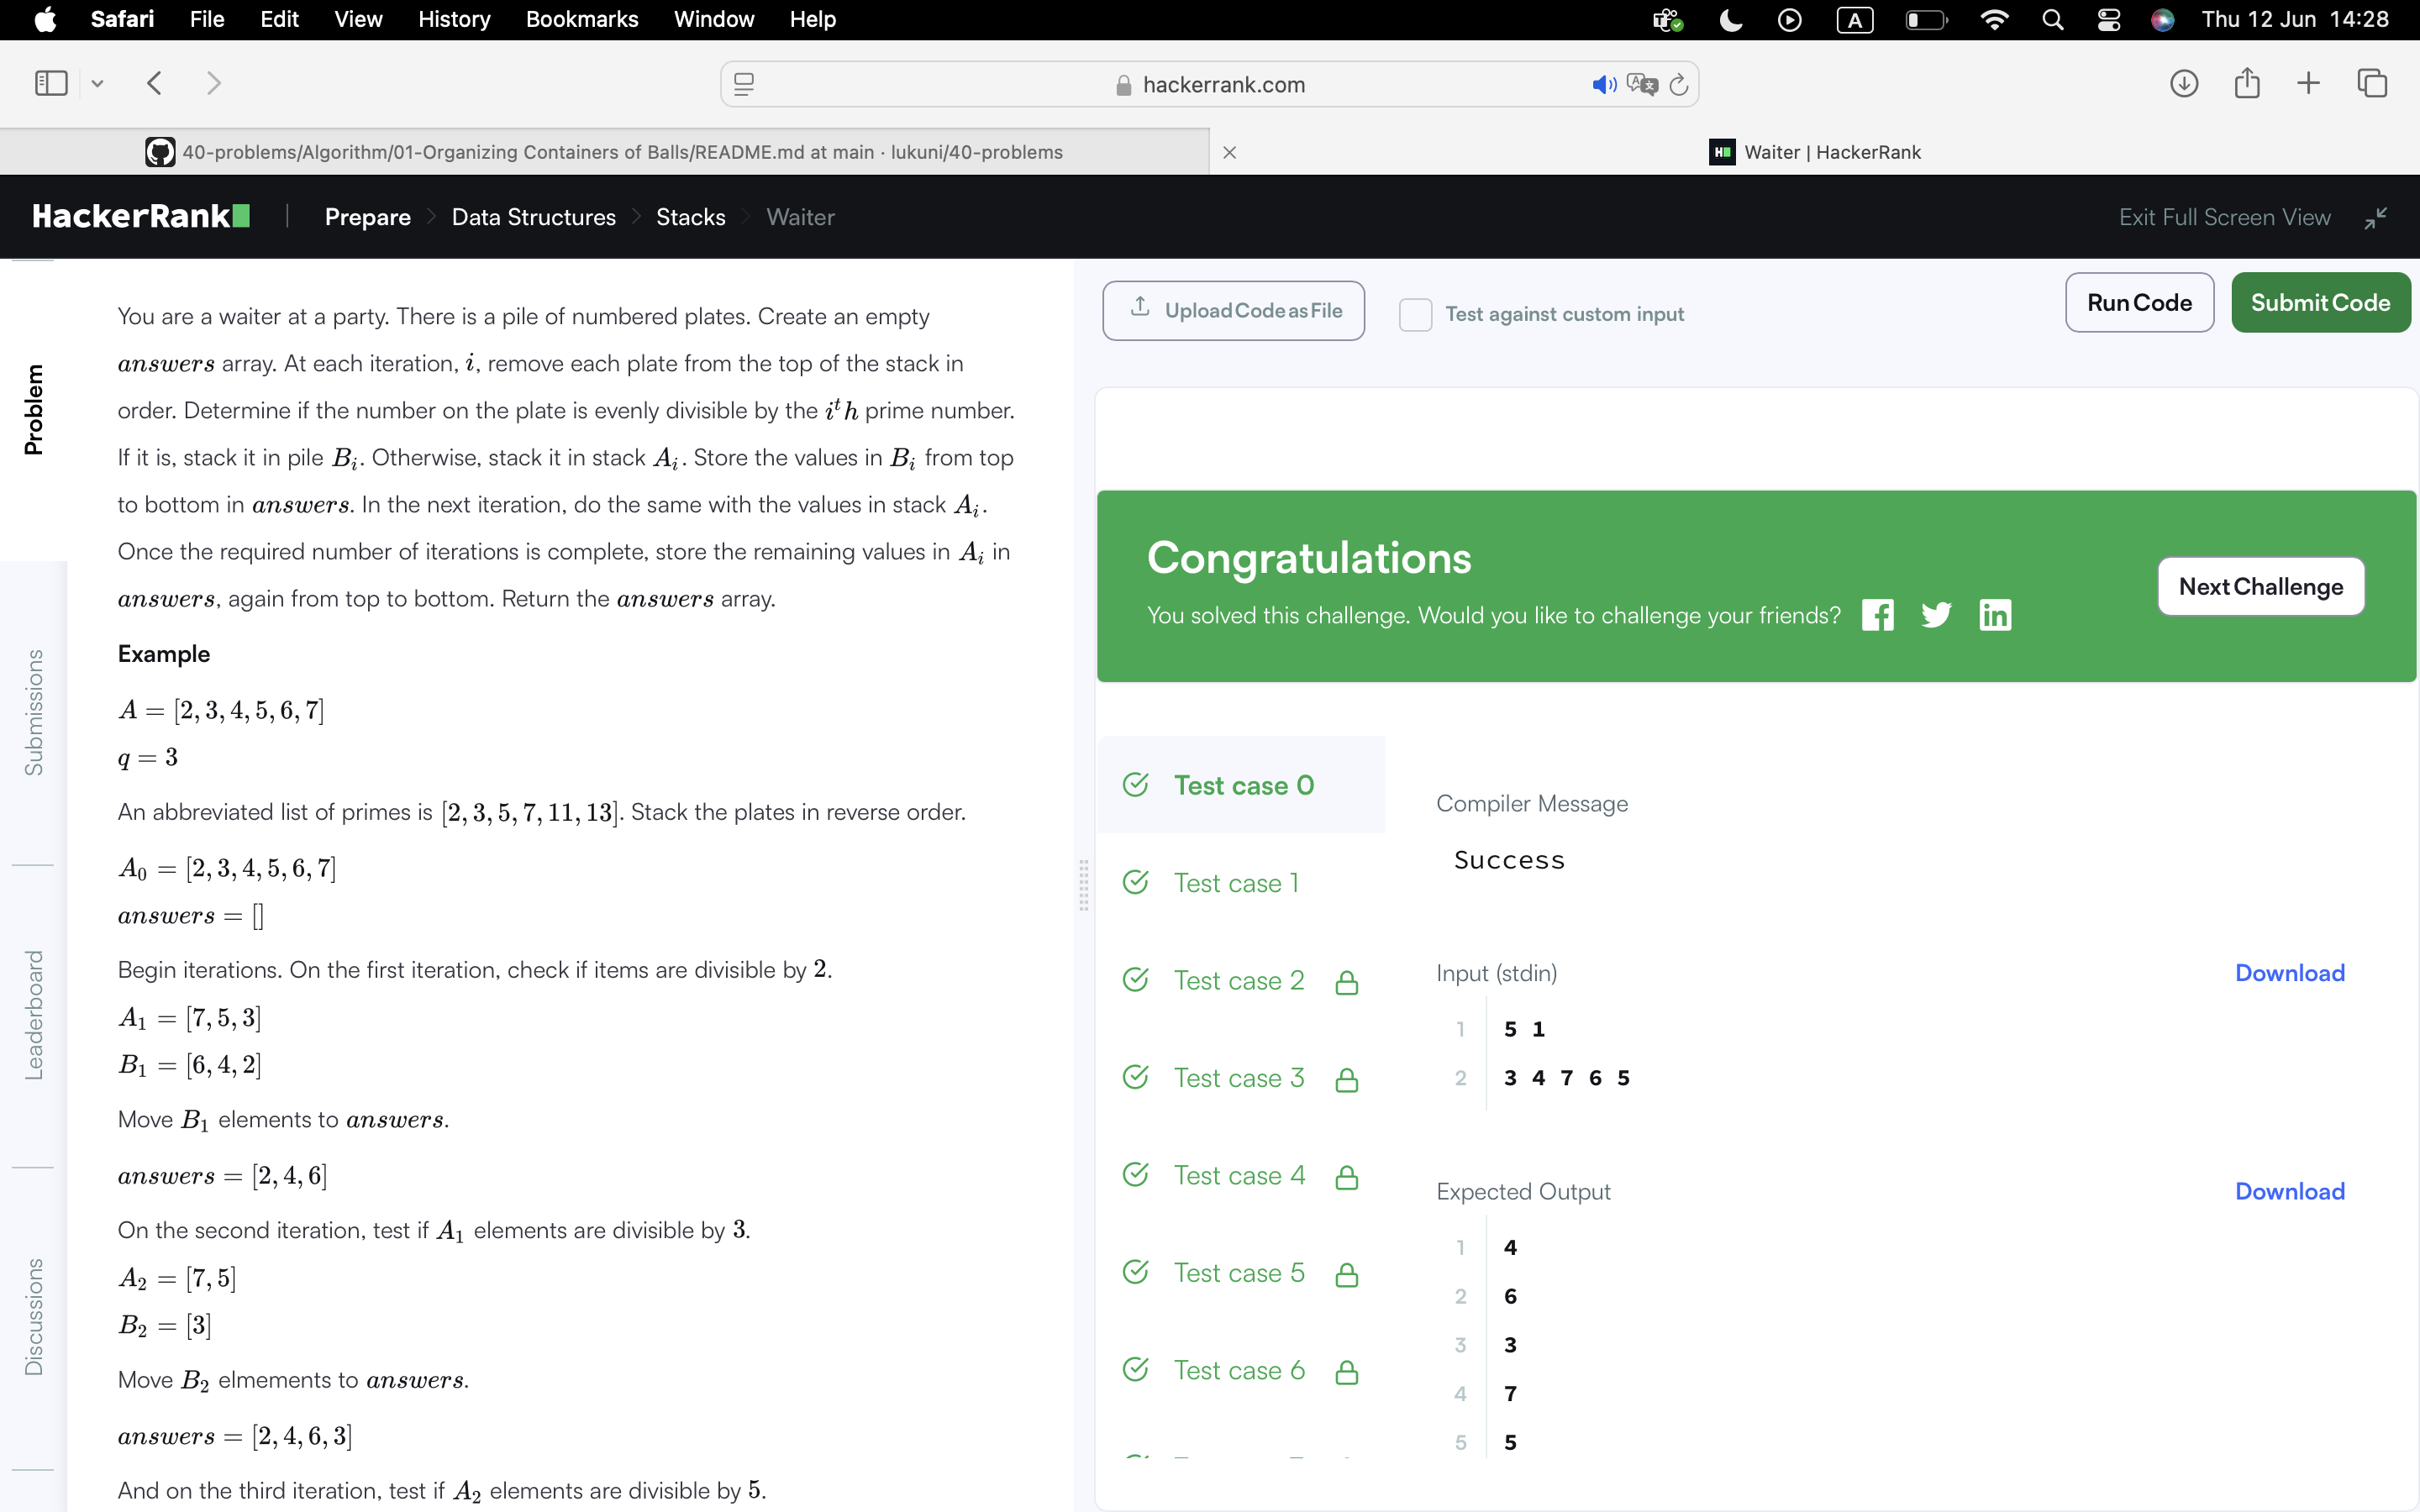 Safari File Edit View History Bookmarks Window Help
A
Thu 12 Jun 14:28
hackerrank.com
40-problems/Algorithm/01-Organizing Containers of Balls/README.md at main · lukuni/40-problems
Waiter | HackerRank
HackerRank
Prepare > Data Structures > Stacks > Waiter
Exit Full Screen View
Problem
Submissions
Leaderboard
Discussions
You are a waiter at a party. There is a pile of numbered plates. Create an empty
answers array. At each iteration, i, remove each plate from the top of the stack in
order. Determine if the number on the plate is evenly divisible by the iᵗh prime number.
If it is, stack it in pile Bᵢ. Otherwise, stack it in stack Aᵢ. Store the values in Bᵢ from top
to bottom in answers. In the next iteration, do the same with the values in stack Aᵢ.
Once the required number of iterations is complete, store the remaining values in Aᵢ in
answers, again from top to bottom. Return the answers array.
Example
A = [2, 3, 4, 5, 6, 7]
q = 3
An abbreviated list of primes is [2, 3, 5, 7, 11, 13]. Stack the plates in reverse order.
A₀ = [2, 3, 4, 5, 6, 7]
answers = []
Begin iterations. On the first iteration, check if items are divisible by 2.
A₁ = [7, 5, 3]
B₁ = [6, 4, 2]
Move B₁ elements to answers.
answers = [2, 4, 6]
On the second iteration, test if A₁ elements are divisible by 3.
A₂ = [7, 5]
B₂ = [3]
Move B₂ elmements to answers.
answers = [2, 4, 6, 3]
And on the third iteration, test if A₂ elements are divisible by 5.
Upload Code as File
Test against custom input
Run Code
Submit Code
Congratulations
You solved this challenge. Would you like to challenge your friends?
Next Challenge
Test case 0
Test case 1
Test case 2
Test case 3
Test case 4
Test case 5
Test case 6
Compiler Message
Success
Input (stdin)
Download
1 5 1
2 3 4 7 6 5
Expected Output
Download
1 4
2 6
3 3
4 7
5 5